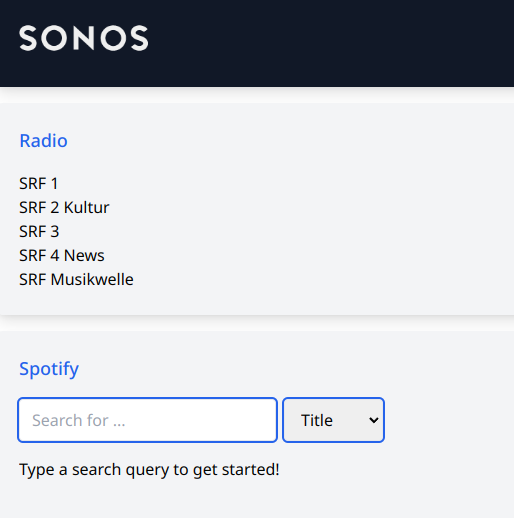 SONOS
Radio
SRF 1
SRF 2 Kultur
SRF 3
SRF 4 News
SRF Musikwelle
Spotify
Search for ... Title
Type a search query to get started!